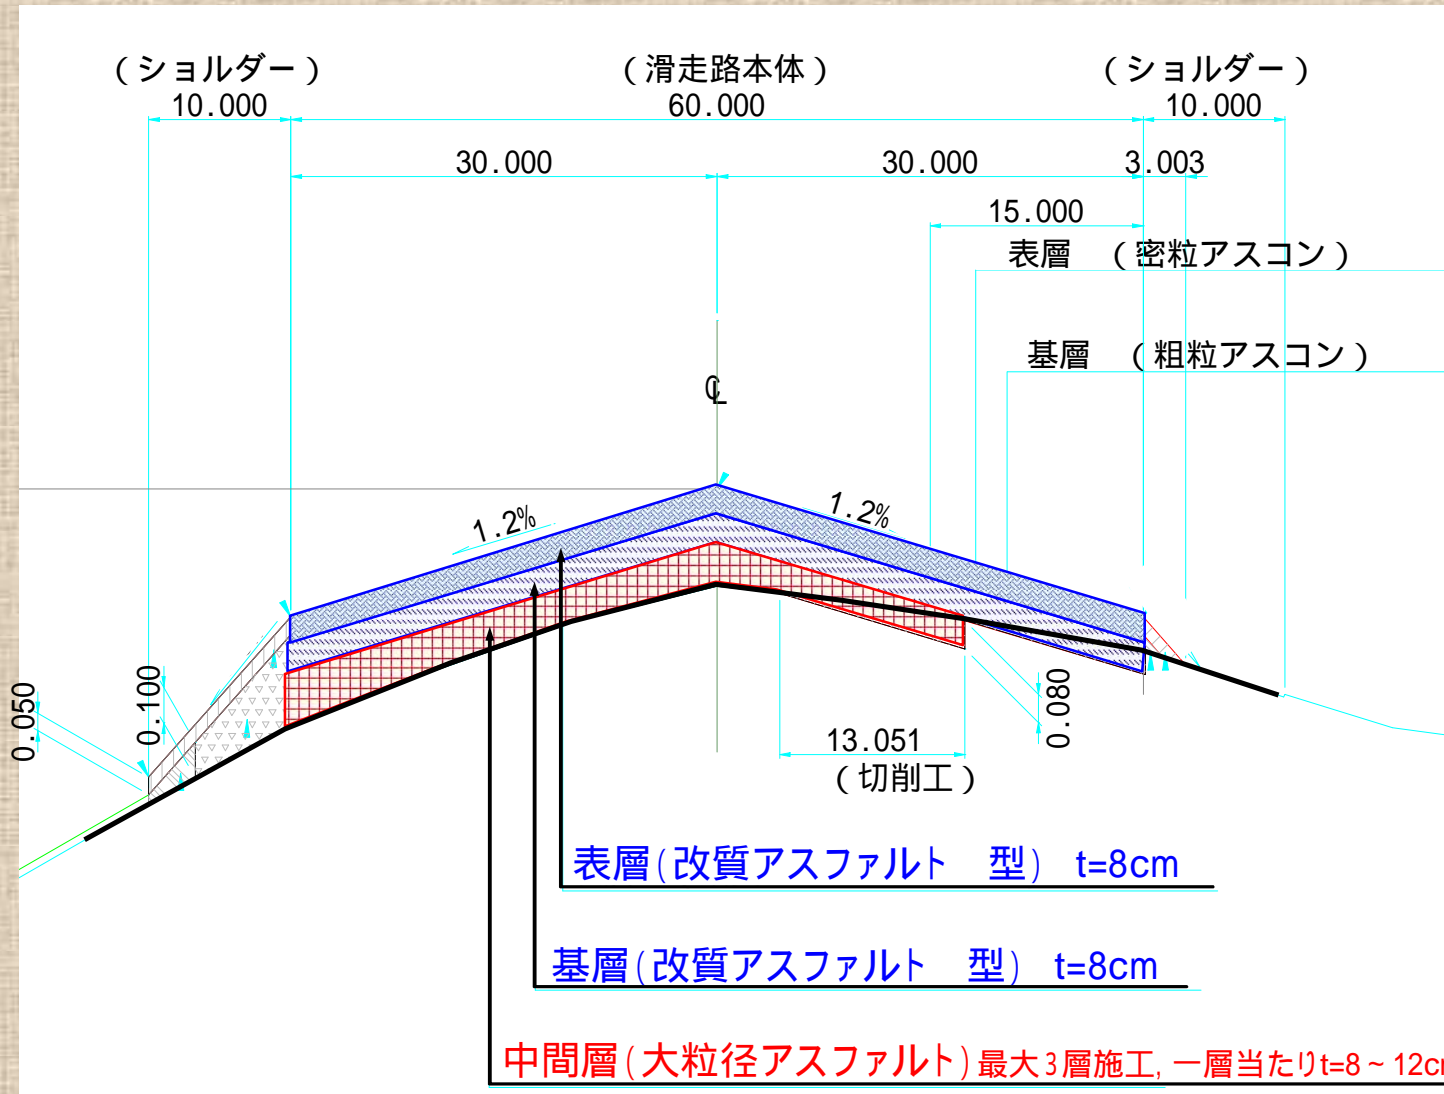 (ショルダー) (滑走路本体) (ショルダー)
10.000 60.000 10.000
30.000 30.000 3.003
15.000
表層 (密粒アスコン)
基層 (粗粒アスコン)
℄
1.2% 1.2%
0.050 0.100 0.080
13.051
(切削工)
表層(改質アスファルト 型) t=8cm
基層(改質アスファルト 型) t=8cm
中間層(大粒径アスファルト)最大3層施工,一層当たりt=8~12cm